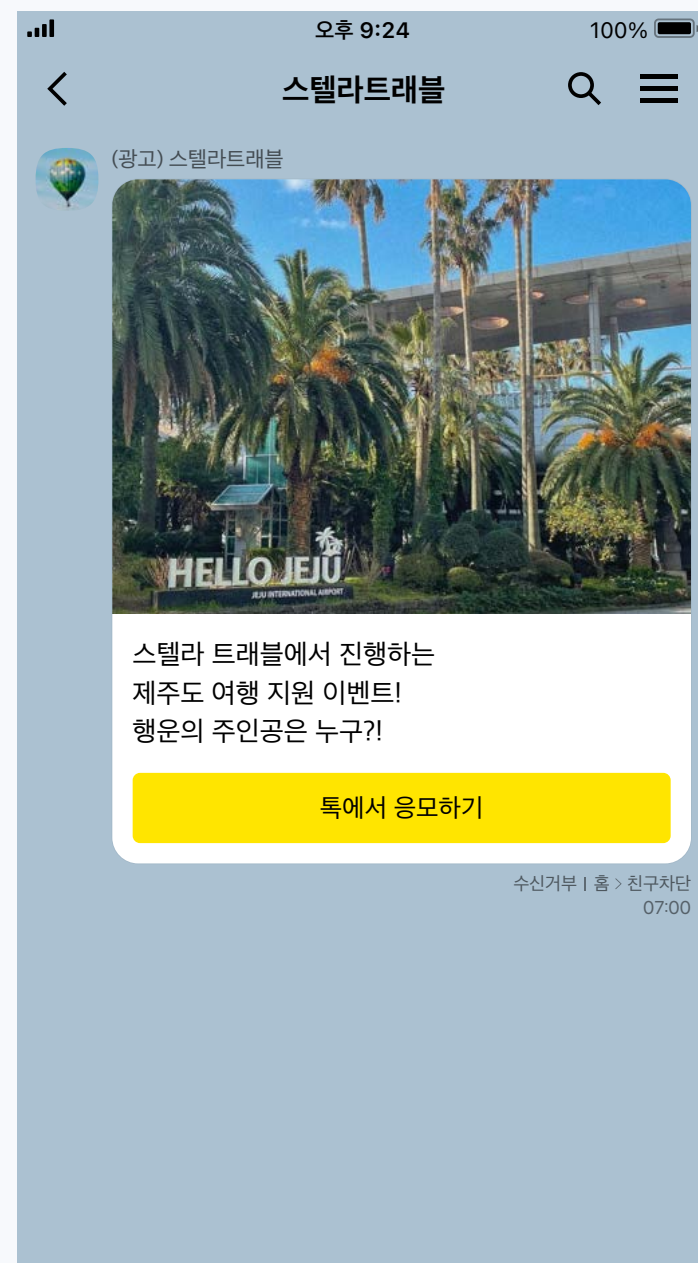 오후 9:24
100%
스텔라트래블
(광고) 스텔라트래블
HELLO JEJU
JEJU INTERNATIONAL AIRPORT
스텔라 트래블에서 진행하는
제주도 여행 지원 이벤트!
행운의 주인공은 누구?!
톡에서 응모하기
수신거부 | 홈 > 친구차단
07:00